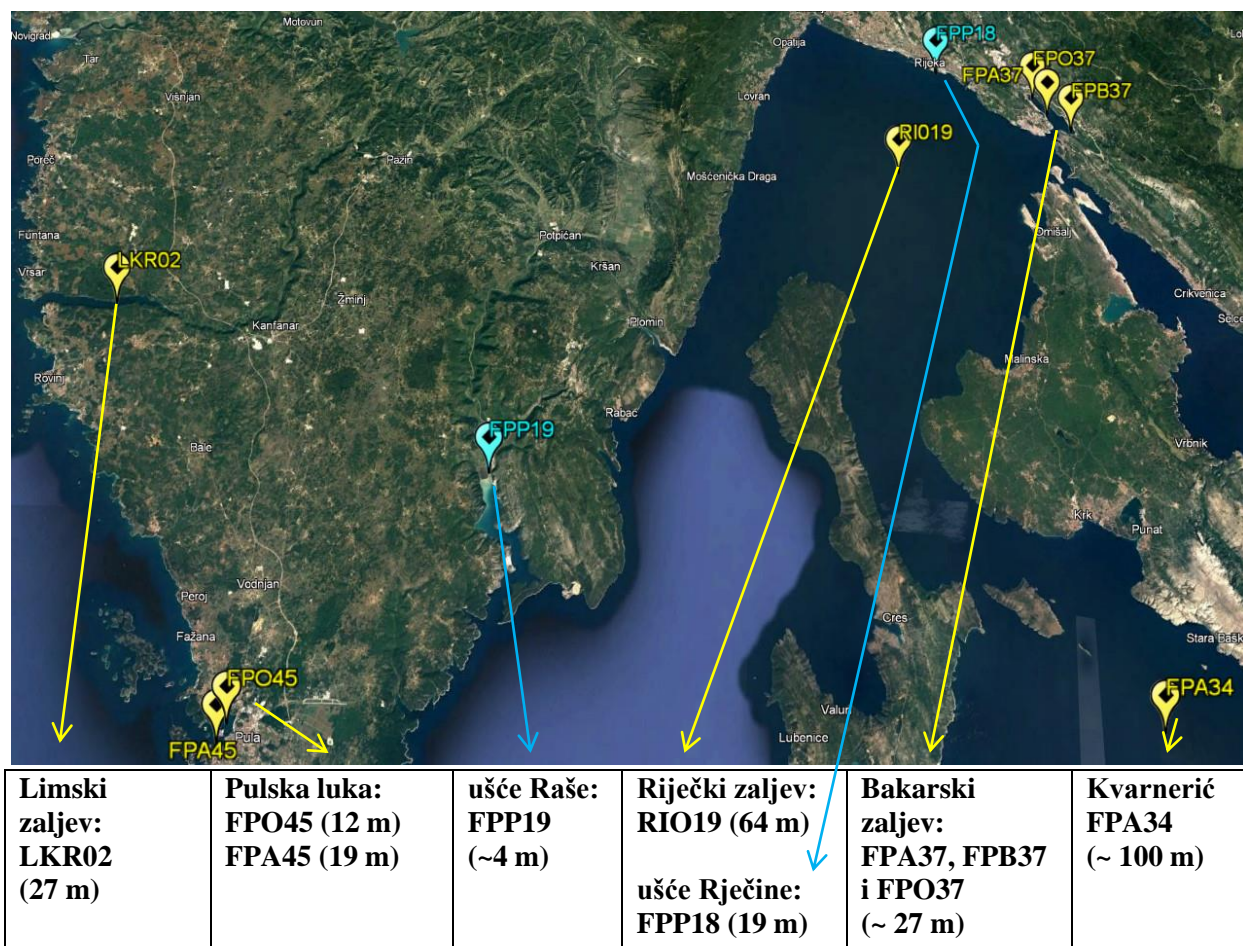 Motovun
Novigrad
Tar
Opatija
FPP18
Rijeka
FPO37
FPA37
FPB37
Višnjan
Lovran
RIO19
Poreč
Pazin
Mošćenička Draga
Funtana
Potpićan
Omišalj
Vrsar
LKR02
Kršan
Crikvenica
Žminj
Selce
Kanfanar
Plomin
Malinska
Rovinj
Rabac
Bale
FPP19
Vrbnik
Krk
Punat
Vodnjan
Peroj
Cres
Fažana
Stara Bašk
FPO45
FPA34
Valun
FPA45
Pula
Lubenice
Limski
zaljev:
LKR02
(27 m)
Pulska luka:
FPO45 (12 m)
FPA45 (19 m)
ušće Raše:
FPP19
(~4 m)
Riječki zaljev:
RIO19 (64 m)
ušće Rječine:
FPP18 (19 m)
Bakarski
zaljev:
FPA37, FPB37
i FPO37
(~ 27 m)
Kvarnerić
FPA34
(~ 100 m)